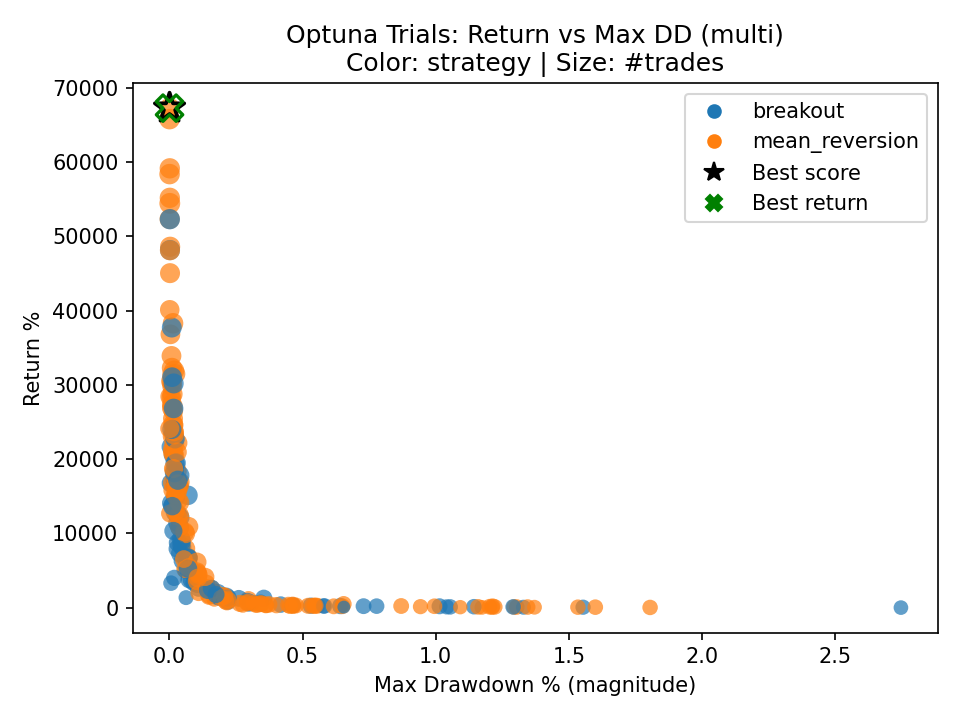 Optuna Trials: Return vs Max DD (multi)
Color: strategy | Size: #trades
70000
60000
50000
40000
30000
20000
10000
0
Return %
breakout
mean_reversion
Best score
Best return
0.0 0.5 1.0 1.5 2.0 2.5
Max Drawdown % (magnitude)